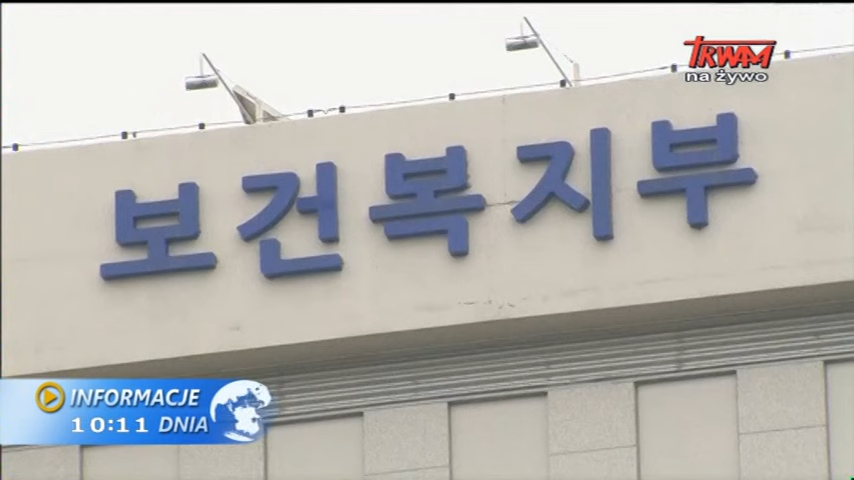 TRWAM
na żywo
보건복지부
INFORMACJE
10:11 DNIA